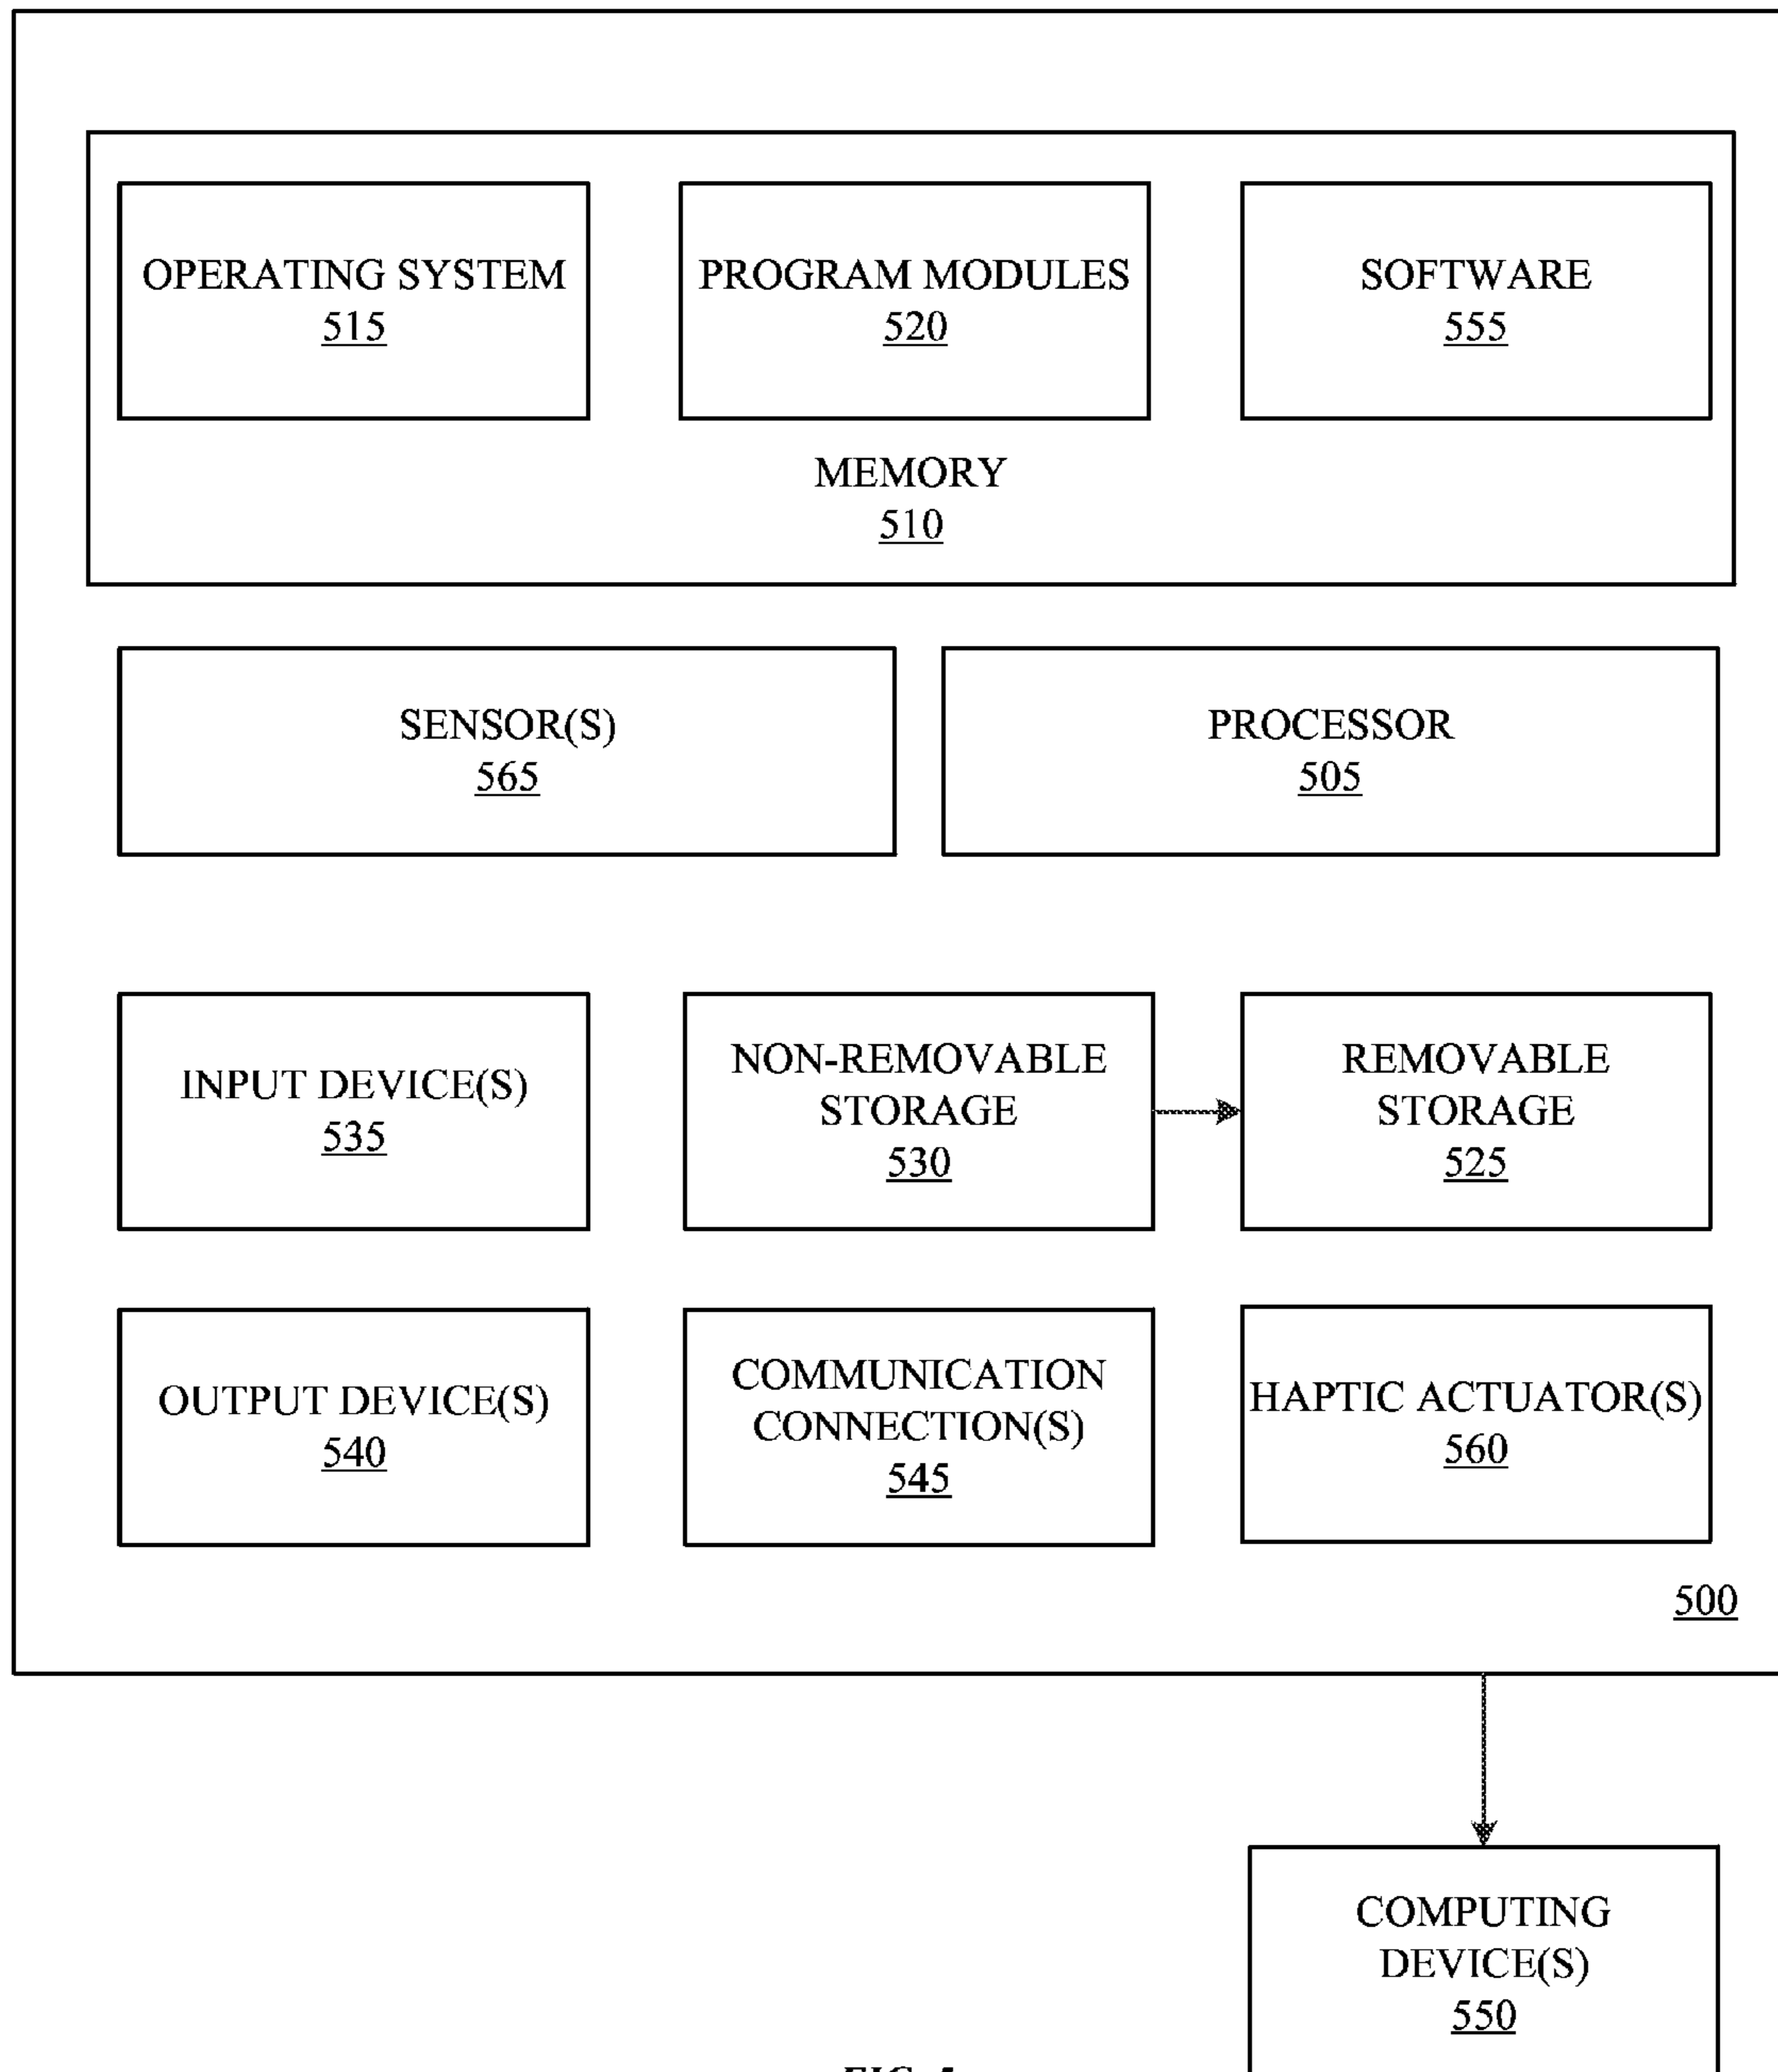 OPERATING SYSTEM
515
PROGRAM MODULES
520
SOFTWARE
555
MEMORY
510
SENSOR(S)
565
PROCESSOR
505
INPUT DEVICE(S)
535
NON-REMOVABLE
STORAGE
530
REMOVABLE
STORAGE
525
OUTPUT DEVICE(S)
540
COMMUNICATION
CONNECTION(S)
545
HAPTIC ACTUATOR(S)
560
500
COMPUTING
DEVICE(S)
550